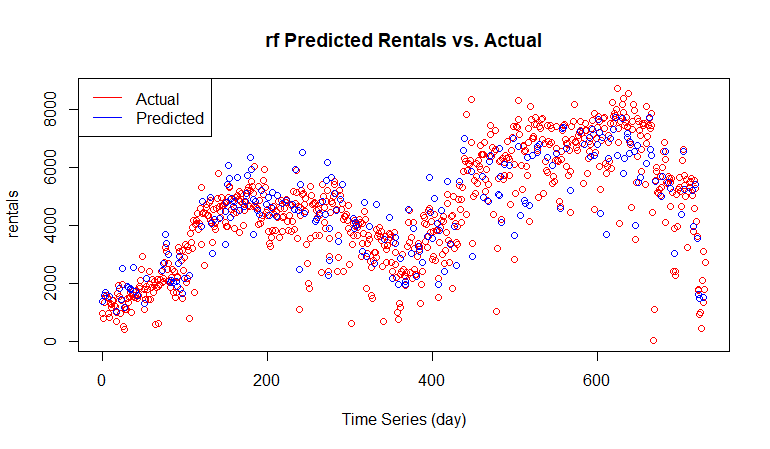 rf Predicted Rentals vs. Actual
Actual
Predicted
rentals
8000
6000
4000
2000
0
0 200 400 600
Time Series (day)